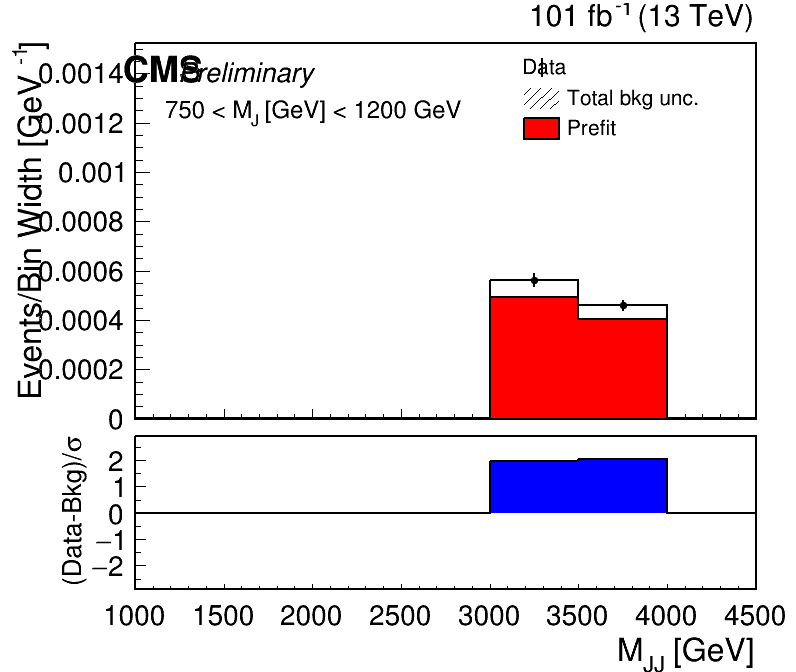 101 fb⁻¹ (13 TeV)
CMS Preliminary
750 < M_J [GeV] < 1200 GeV
Data
Total bkg unc.
Prefit
Events/Bin Width [GeV⁻¹]
0.0014
0.0012
0.001
0.0008
0.0006
0.0004
0.0002
0
(Data-Bkg)/σ
2
1
0
−1
−2
1000 1500 2000 2500 3000 3500 4000 4500
M_JJ [GeV]